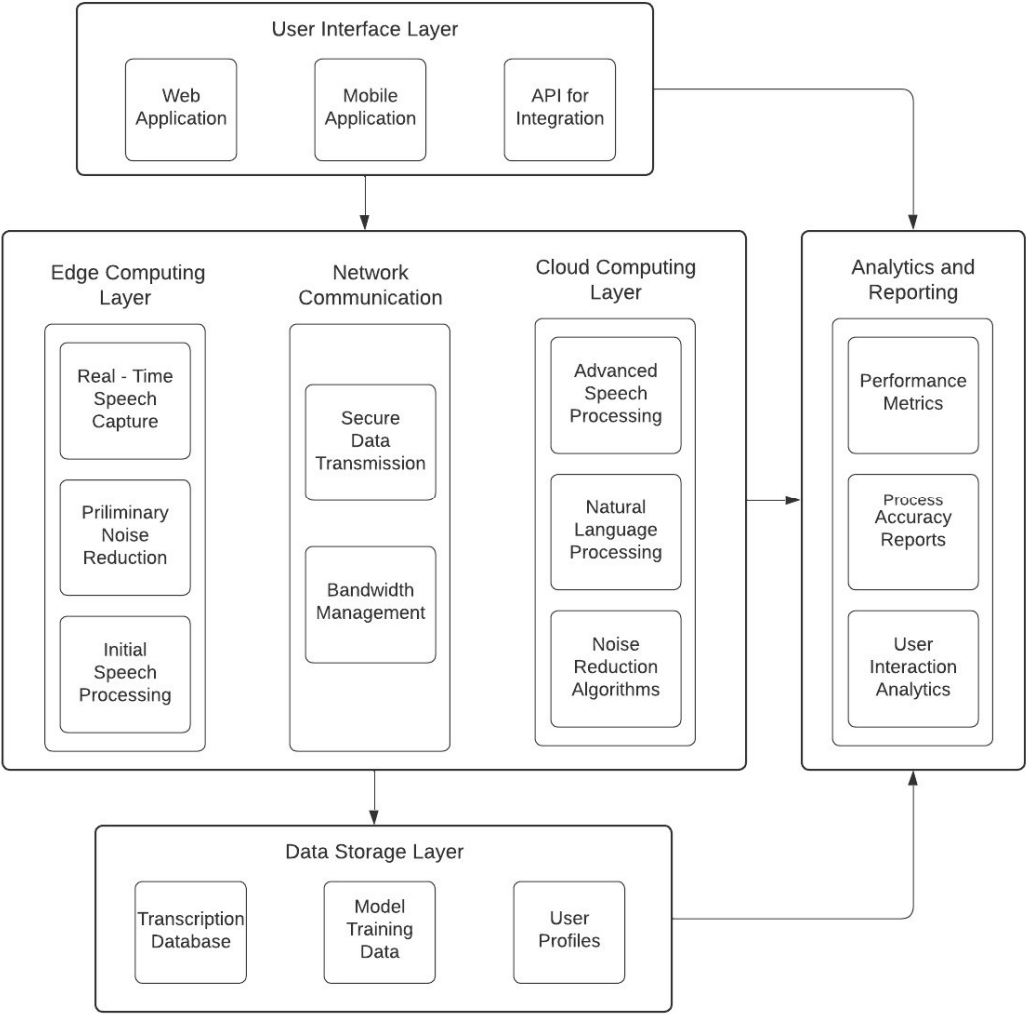 User Interface Layer
Web
Application
Mobile
Application
API for
Integration
Edge Computing
Layer
Real - Time
Speech
Capture
Priliminary
Noise
Reduction
Initial
Speech
Processing
Network
Communication
Secure
Data
Transmission
Bandwidth
Management
Cloud Computing
Layer
Advanced
Speech
Processing
Natural
Language
Processing
Noise
Reduction
Algorithms
Analytics and
Reporting
Performance
Metrics
Process
Accuracy
Reports
User
Interaction
Analytics
Data Storage Layer
Transcription
Database
Model
Training
Data
User
Profiles